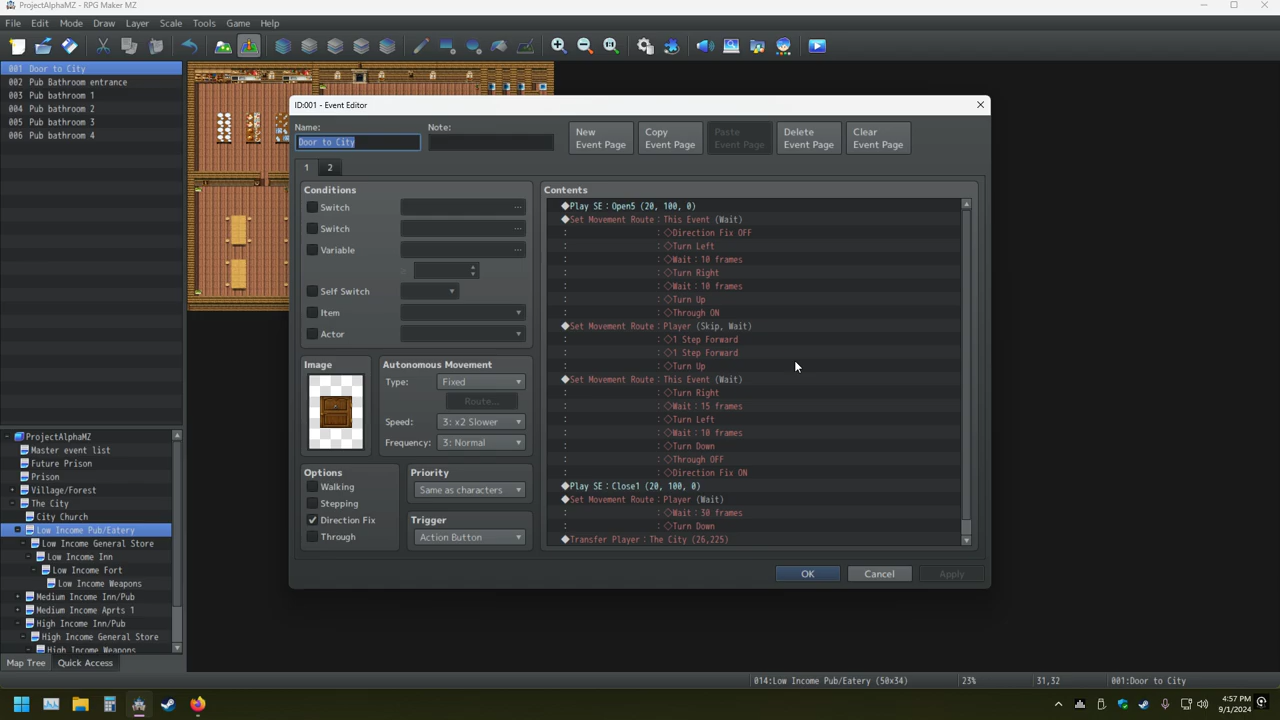 ProjectAlphaMZ - RPG Maker MZ
File Edit Mode Draw Layer Scale Tools Game Help
001 Door to City
002 Pub Bathroom entrance
003 Pub bathroom 1
004 Pub bathroom 2
005 Pub bathroom 3
006 Pub bathroom 4
ProjectAlphaMZ
Master event list
Future Prison
Prison
Village/Forest
The City
City Church
Low Income Pub/Eatery
Low Income General Store
Low Income Inn
Low Income Fort
Low Income Weapons
Medium Income Inn/Pub
Medium Income Aprts 1
High Income Inn/Pub
High Income General Store
High Income Weapons
Map Tree Quick Access
ID:001 - Event Editor
Name: Note:
Door to City
New Event Page
Copy Event Page
Paste Event Page
Delete Event Page
Clear Event Page
1 2
Conditions
Switch ...
Switch ...
Variable ...
≥
Self Switch
Item
Actor
Image
Autonomous Movement
Type: Fixed
Route...
Speed: 3: x2 Slower
Frequency: 3: Normal
Options
Walking
Stepping
Direction Fix
Through
Priority
Same as characters
Trigger
Action Button
Contents
◆Play SE：Open5 (20, 100, 0)
◆Set Movement Route：This Event (Wait)
： ：◇Direction Fix OFF
： ：◇Turn Left
： ：◇Wait：10 frames
： ：◇Turn Right
： ：◇Wait：10 frames
： ：◇Turn Up
： ：◇Through ON
◆Set Movement Route：Player (Skip, Wait)
： ：◇1 Step Forward
： ：◇1 Step Forward
： ：◇Turn Up
◆Set Movement Route：This Event (Wait)
： ：◇Turn Right
： ：◇Wait：15 frames
： ：◇Turn Left
： ：◇Wait：10 frames
： ：◇Turn Down
： ：◇Through OFF
： ：◇Direction Fix ON
◆Play SE：Close1 (20, 100, 0)
◆Set Movement Route：Player (Wait)
： ：◇Wait：30 frames
： ：◇Turn Down
◆Transfer Player：The City (26,225)
OK Cancel Apply
014:Low Income Pub/Eatery (50x34) 23% 31,32 001:Door to City
4:57 PM
9/1/2024